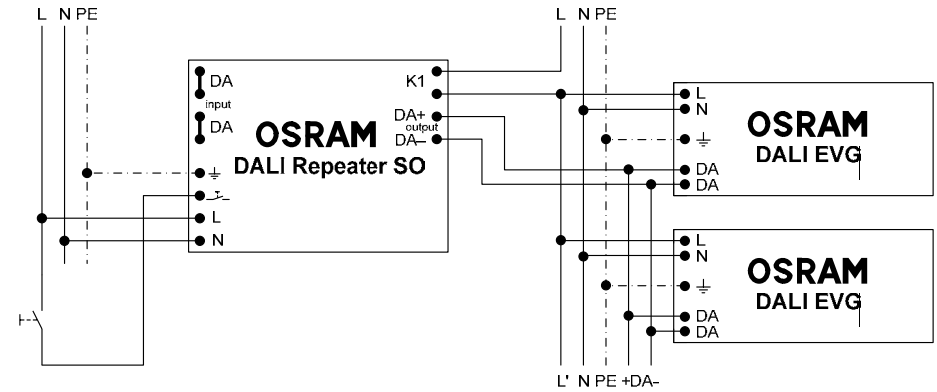 L N PE
L N PE
DA
input
DA
K1
DA+
output
DA–
OSRAM
DALI Repeater SO
L
N
L
N
OSRAM
DALI EVG
DA
DA
L
N
OSRAM
DALI EVG
DA
DA
L' N PE +DA–